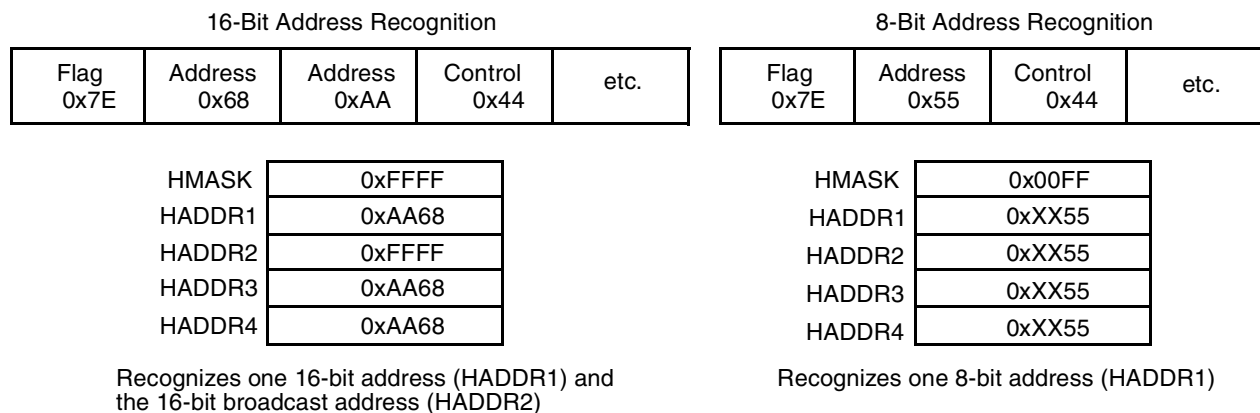 16-Bit Address Recognition
Flag 0x7E Address 0x68 Address 0xAA Control 0x44 etc.
HMASK 0xFFFF
HADDR1 0xAA68
HADDR2 0xFFFF
HADDR3 0xAA68
HADDR4 0xAA68
Recognizes one 16-bit address (HADDR1) and
the 16-bit broadcast address (HADDR2)
8-Bit Address Recognition
Flag 0x7E Address 0x55 Control 0x44 etc.
HMASK 0x00FF
HADDR1 0xXX55
HADDR2 0xXX55
HADDR3 0xXX55
HADDR4 0xXX55
Recognizes one 8-bit address (HADDR1)